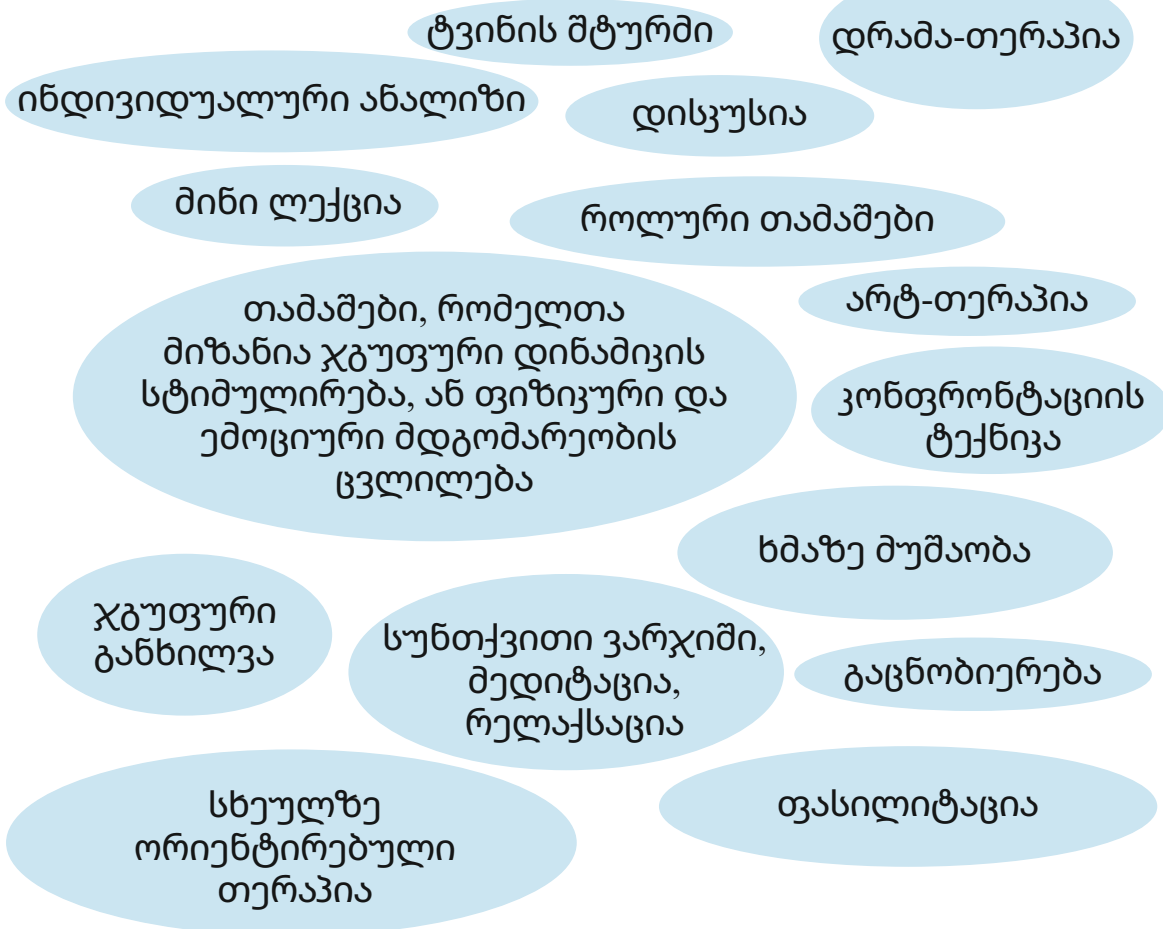 ტვინის შტურმი
დრამა-თერაპია
ინდივიდუალური ანალიზი
დისკუსია
მინი ლექცია
როლური თამაშები
თამაშები, რომელთა
მიზანია ჯგუფური დინამიკის
სტიმულირება, ან ფიზიკური და
ემოციური მდგომარეობის
ცვლილება
არტ-თერაპია
კონფრონტაციის
ტექნიკა
ხმაზე მუშაობა
ჯგუფური
განხილვა
სუნთქვითი ვარჯიში,
მედიტაცია,
რელაქსაცია
გაცნობიერება
სხეულზე
ორიენტირებული
თერაპია
ფასილიტაცია